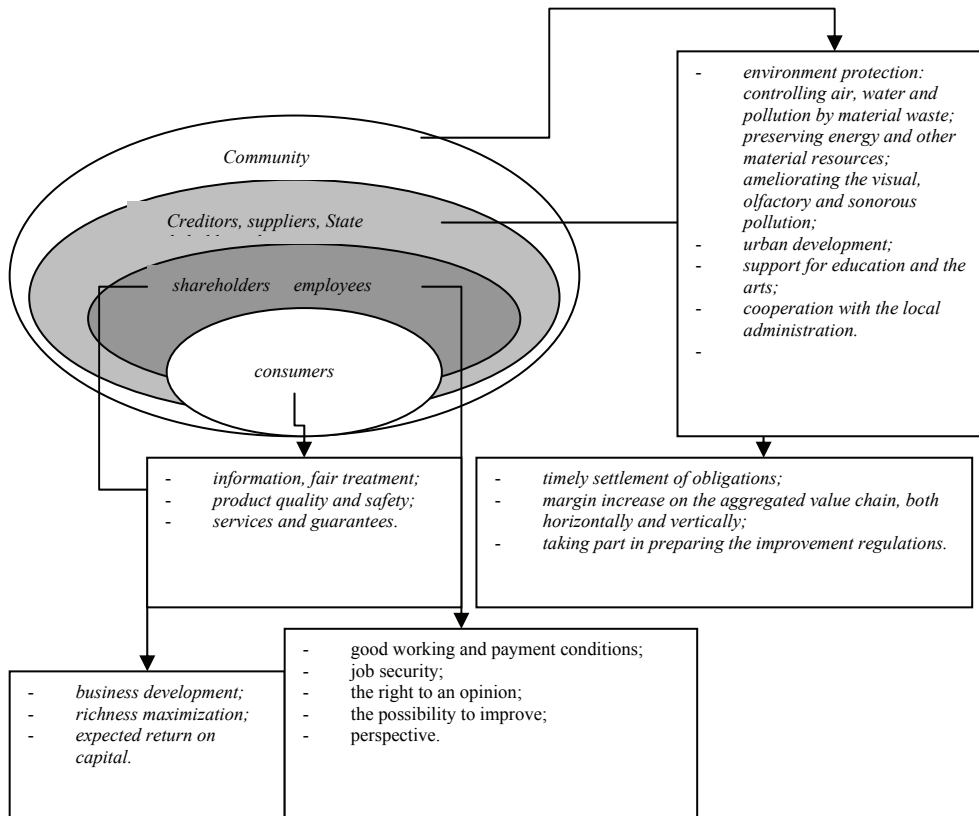 Community
Creditors, suppliers, State
shareholders employees
consumers
- environment protection:
controlling air, water and
pollution by material waste;
preserving energy and other
material resources;
ameliorating the visual,
olfactory and sonorous
pollution;
- urban development;
- support for education and the
arts;
- cooperation with the local
administration.
-
- information, fair treatment;
- product quality and safety;
- services and guarantees.
- timely settlement of obligations;
- margin increase on the aggregated value chain, both
horizontally and vertically;
- taking part in preparing the improvement regulations.
- business development;
- richness maximization;
- expected return on
capital.
- good working and payment conditions;
- job security;
- the right to an opinion;
- the possibility to improve;
- perspective.